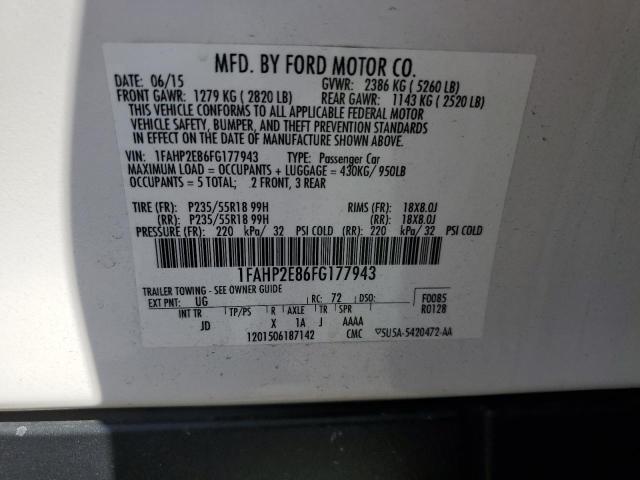 MFD. BY FORD MOTOR CO.
DATE: 06/15 GVWR: 2386 KG ( 5260 LB)
FRONT GAWR: 1279 KG ( 2820 LB) REAR GAWR: 1143 KG ( 2520 LB)
THIS VEHICLE CONFORMS TO ALL APPLICABLE FEDERAL MOTOR
VEHICLE SAFETY, BUMPER, AND THEFT PREVENTION STANDARDS
IN EFFECT ON THE DATE OF MANUFACTURE SHOWN ABOVE.
VIN: 1FAHP2E86FG177943 TYPE: Passenger Car
MAXIMUM LOAD = OCCUPANTS + LUGGAGE = 430KG/ 950LB
OCCUPANTS = 5 TOTAL; 2 FRONT, 3 REAR
TIRE (FR): P235/55R18 99H RIMS (FR): 18X8.0J
(RR): P235/55R18 99H (RR): 18X8.0J
PRESSURE (FR): 220 kPa/ 32 PSI COLD (RR): 220 kPa/ 32 PSI COLD
1FAHP2E86FG177943
TRAILER TOWING - SEE OWNER GUIDE
EXT PNT: UG RC: 72 DSO: F0085
INT TR TP/PS R AXLE TR SPR R0128
JD X 1A J AAAA
1201506187142 CMC 5U5A-5420472-AA